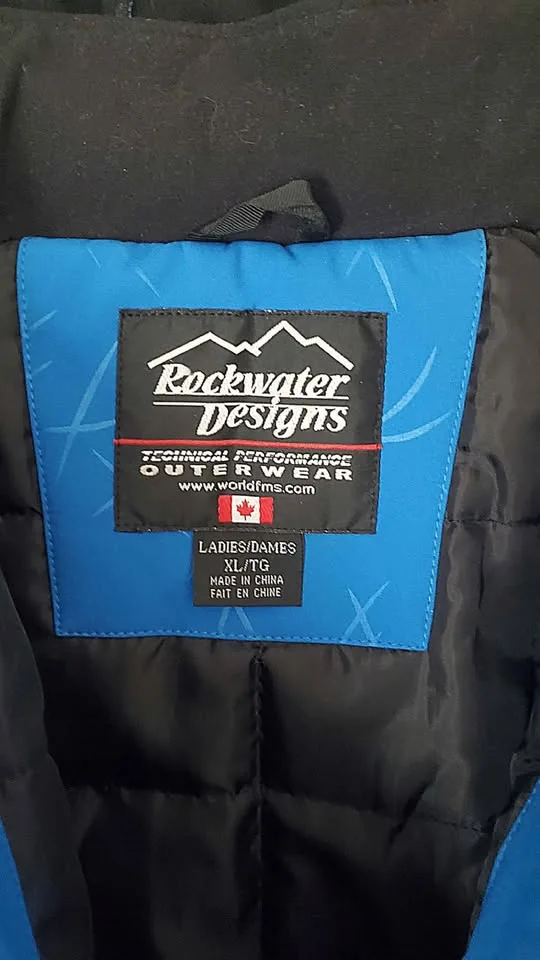 Rockwater
Designs
TECHNICAL PERFORMANCE
OUTERWEAR
www.worldfms.com
LADIES/DAMES
XL/TG
MADE IN CHINA
FAIT EN CHINE